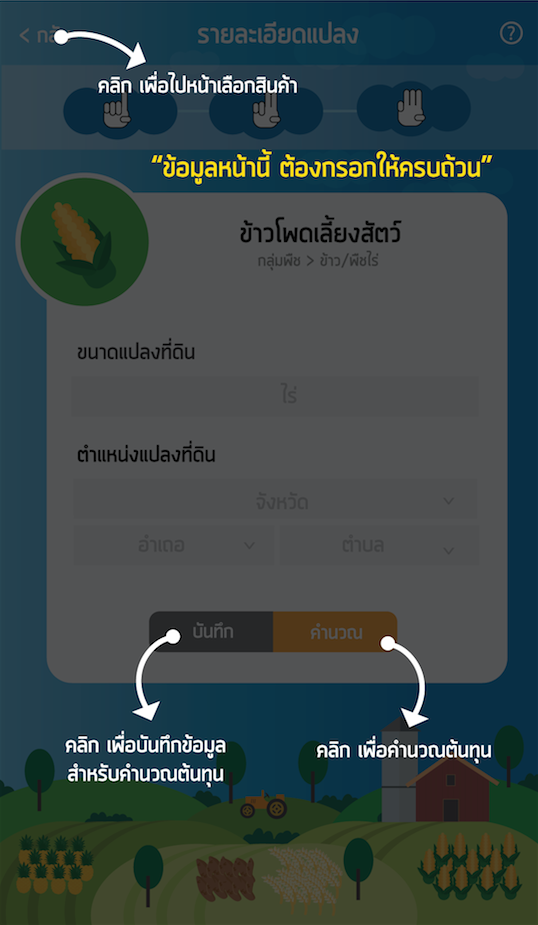 < กลั
รายละเอียดแปลง
?
คลิก เพื่อไปหน้าเลือกสินค้า
“ข้อมูลหน้านี้ ต้องกรอกให้ครบถ้วน”
ข้าวโพดเลี้ยงสัตว์
กลุ่มพืช > ข้าว/พืชไร่
ขนาดแปลงที่ดิน
ไร่
ตำแหน่งแปลงที่ดิน
จังหวัด
อำเถอ ตำบล
บันทึก คำนวณ
คลิก เพื่อบันทึกข้อมูล
สำหรับคำนวณต้นทุน
คลิก เพื่อคำนวณต้นทุน